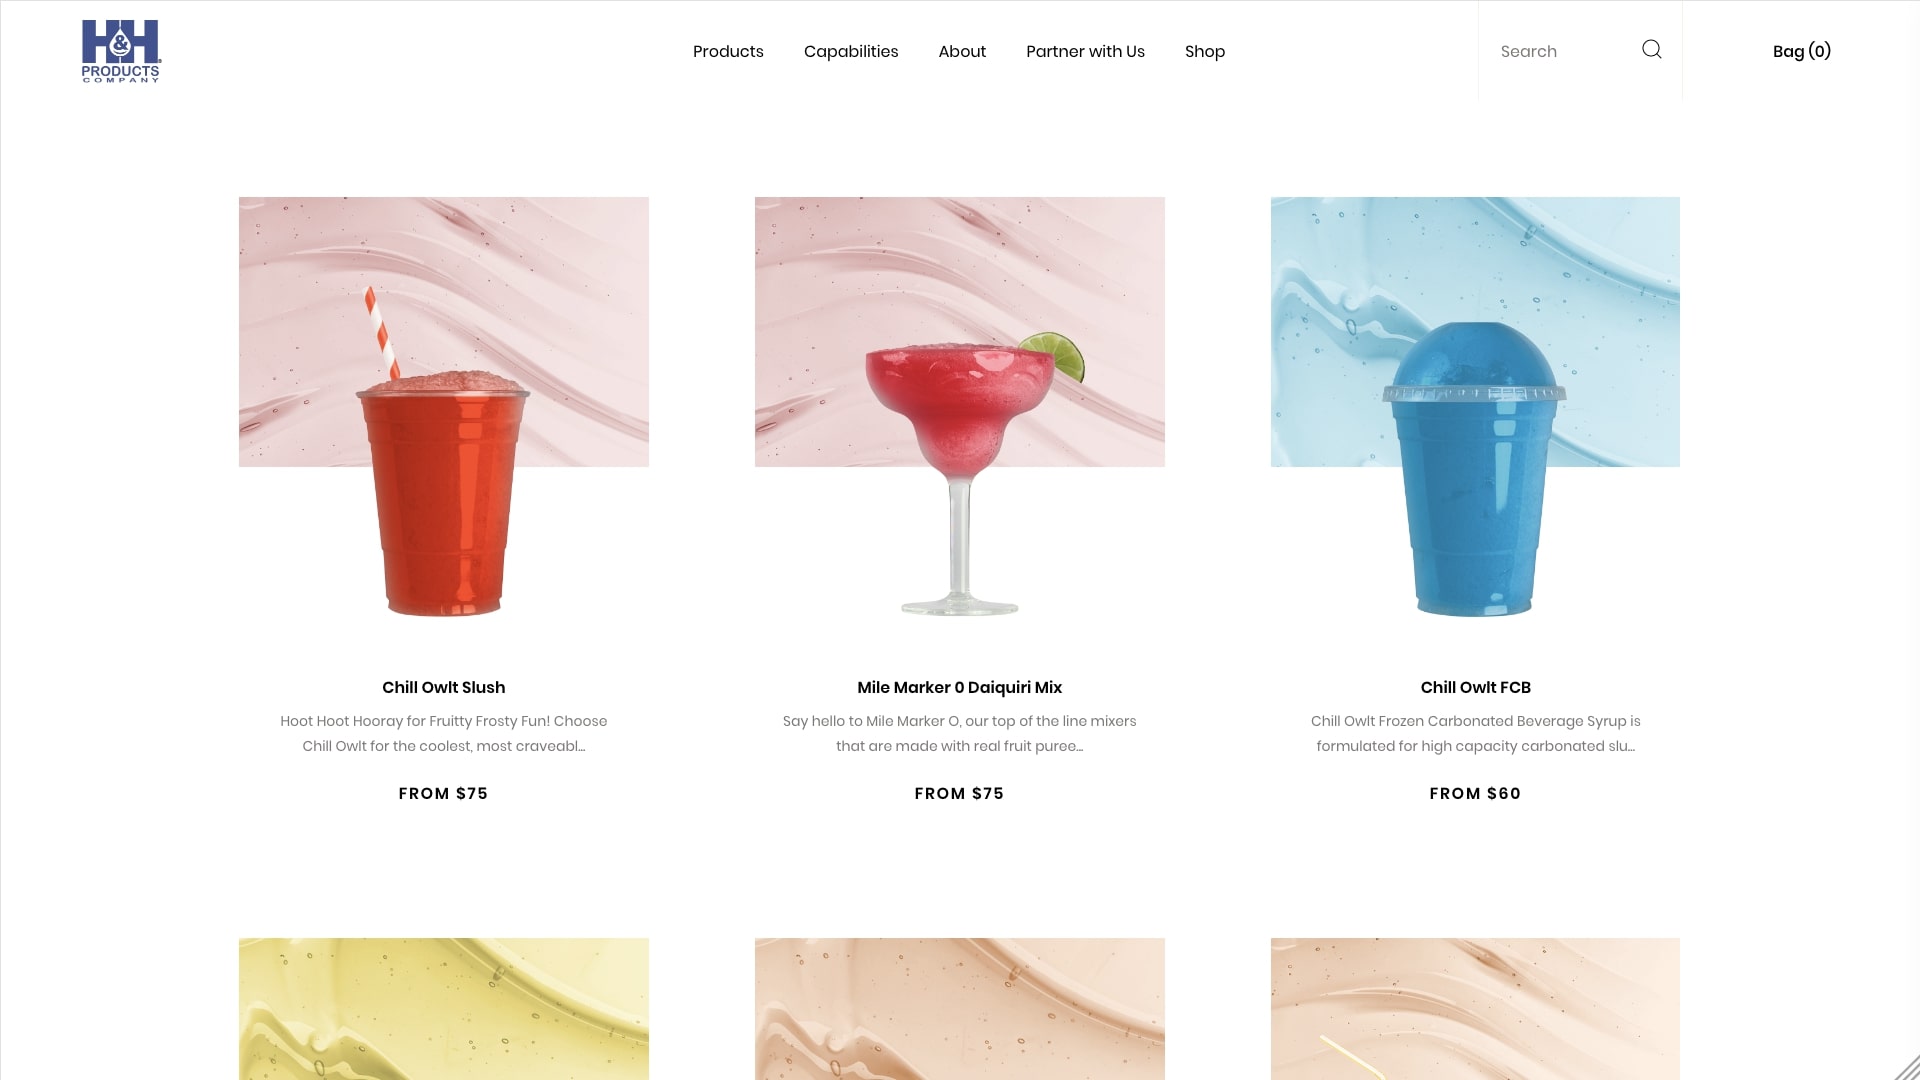 H&H
PRODUCTS
COMPANY
Products
Capabilities
About
Partner with Us
Shop
Search
Bag (0)
Chill Owlt Slush
Hoot Hoot Hooray for Fruitty Frosty Fun! Choose
Chill Owlt for the coolest, most craveabl...
FROM $75
Mile Marker 0 Daiquiri Mix
Say hello to Mile Marker O, our top of the line mixers
that are made with real fruit puree...
FROM $75
Chill Owlt FCB
Chill Owlt Frozen Carbonated Beverage Syrup is
formulated for high capacity carbonated slu...
FROM $60